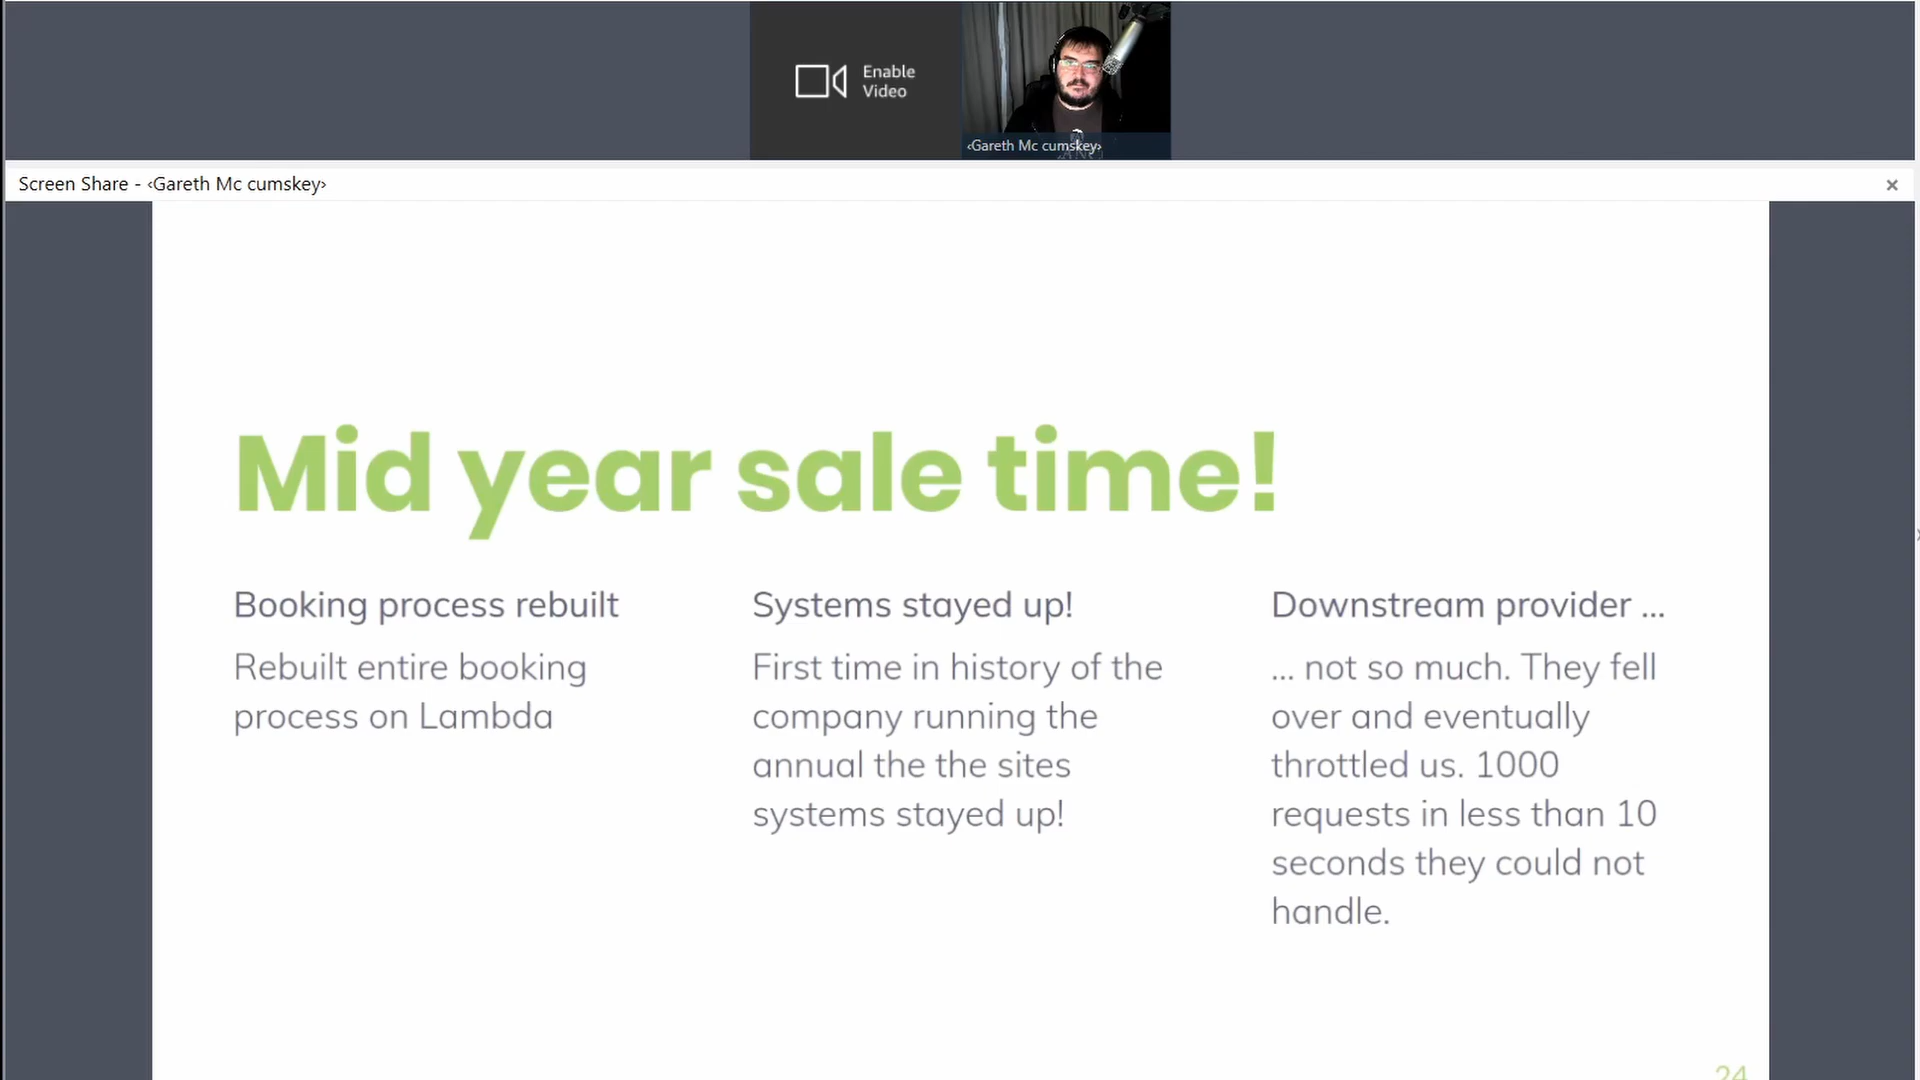 Enable
Video
‹Gareth Mc cumskey›
Screen Share - ‹Gareth Mc cumskey›
Mid year sale time!
Booking process rebuilt
Rebuilt entire booking
process on Lambda
Systems stayed up!
First time in history of the
company running the
annual the the sites
systems stayed up!
Downstream provider ...
... not so much. They fell
over and eventually
throttled us. 1000
requests in less than 10
seconds they could not
handle.
24